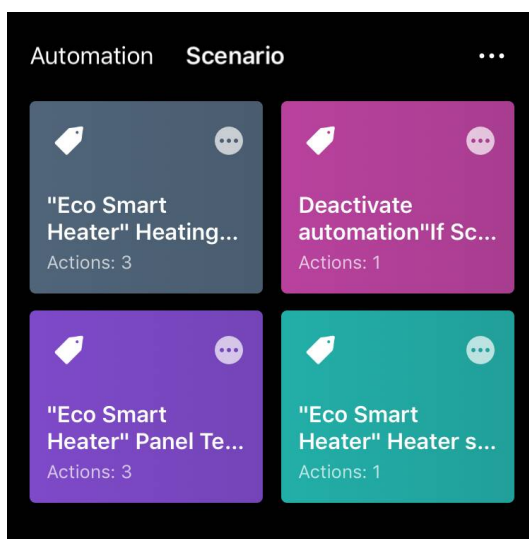 Automation Scenario
"Eco Smart
Heater" Heating...
Actions: 3
Deactivate
automation"If Sc...
Actions: 1
"Eco Smart
Heater" Panel Te...
Actions: 3
"Eco Smart
Heater" Heater s...
Actions: 1